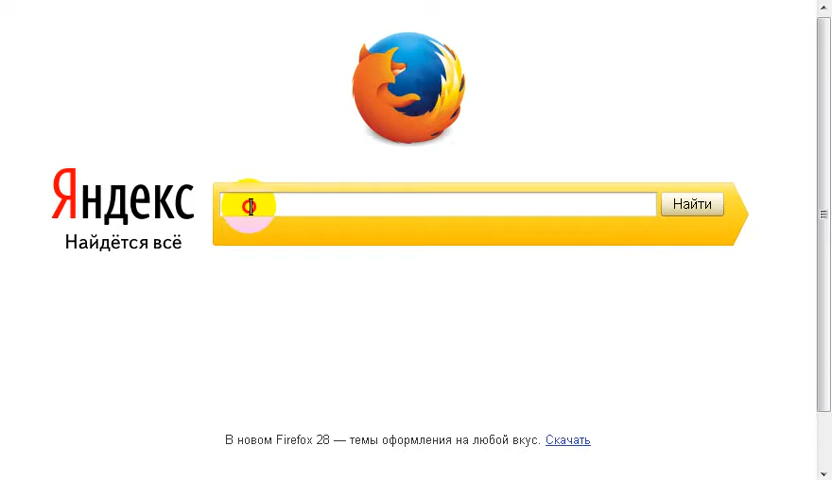 Яндекс
Найдётся всё
Найти
В новом Firefox 28 — темы оформления на любой вкус. Скачать